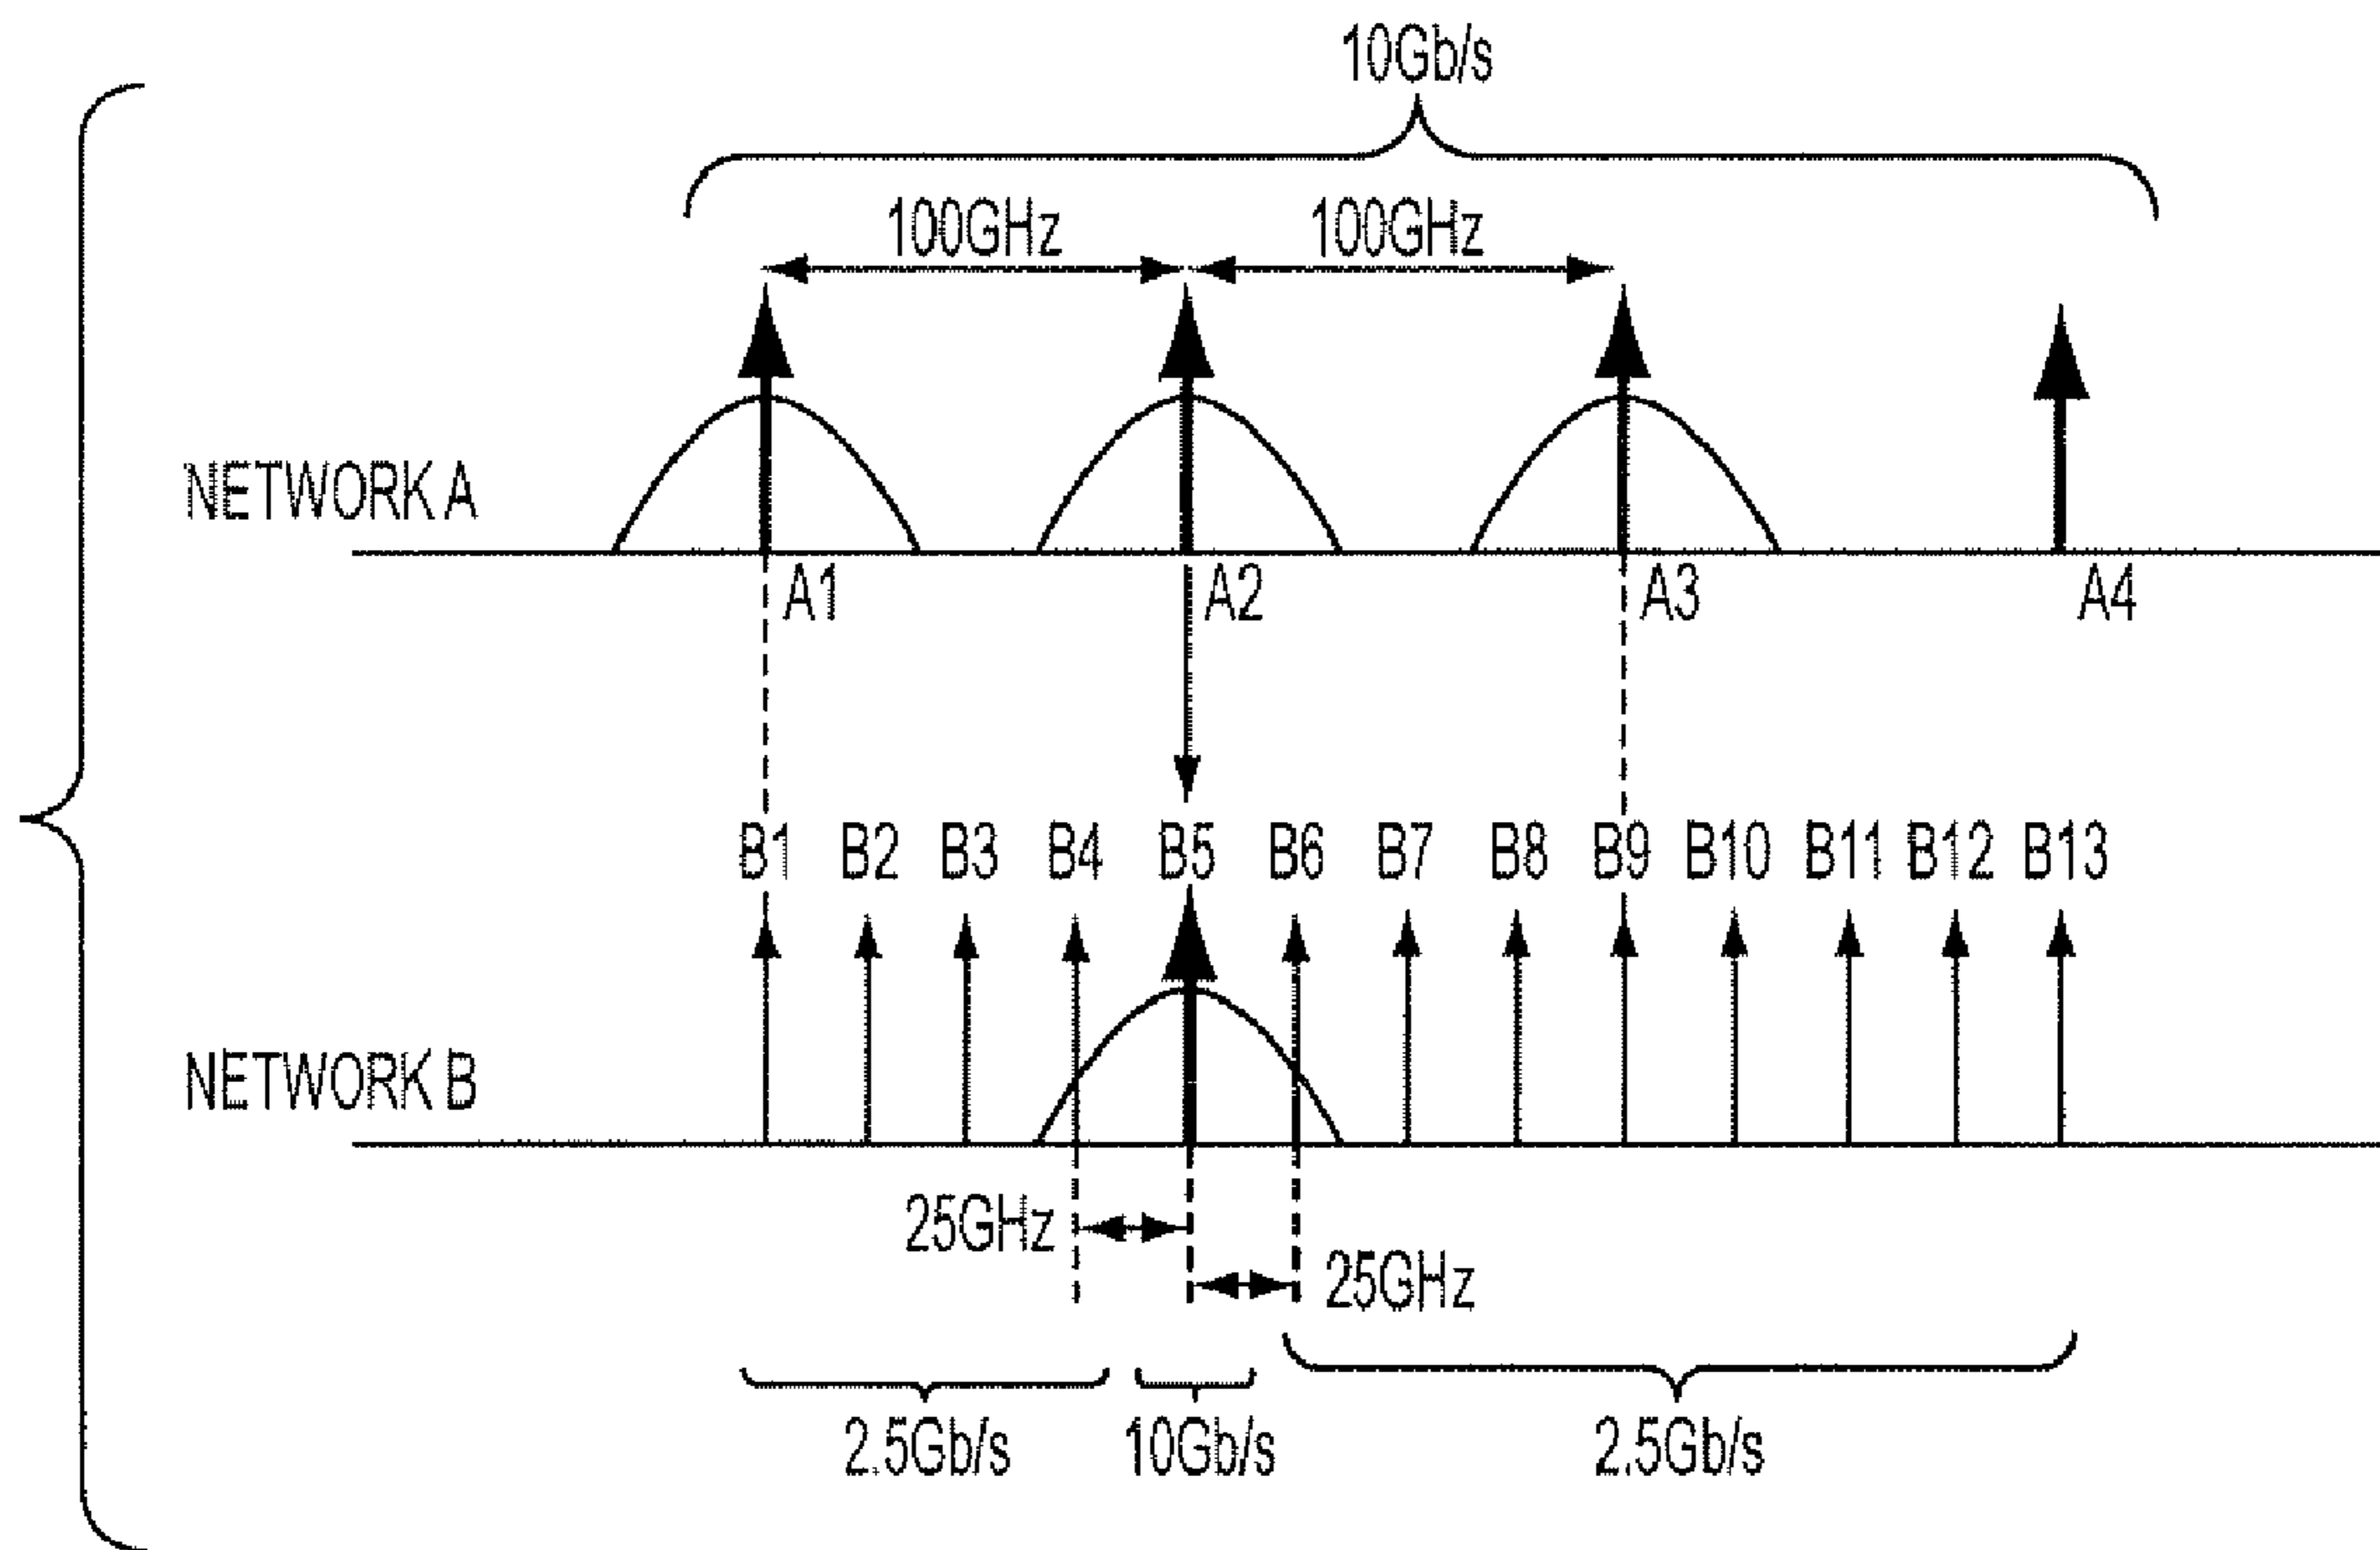 10Gb/s
100GHz 100GHz
NETWORK A
A1 A2 A3 A4
B1 B2 B3 B4 B5 B6 B7 B8 B9 B10 B11 B12 B13
NETWORK B
25GHz
25GHz
2.5Gb/s 10Gb/s 2.5Gb/s